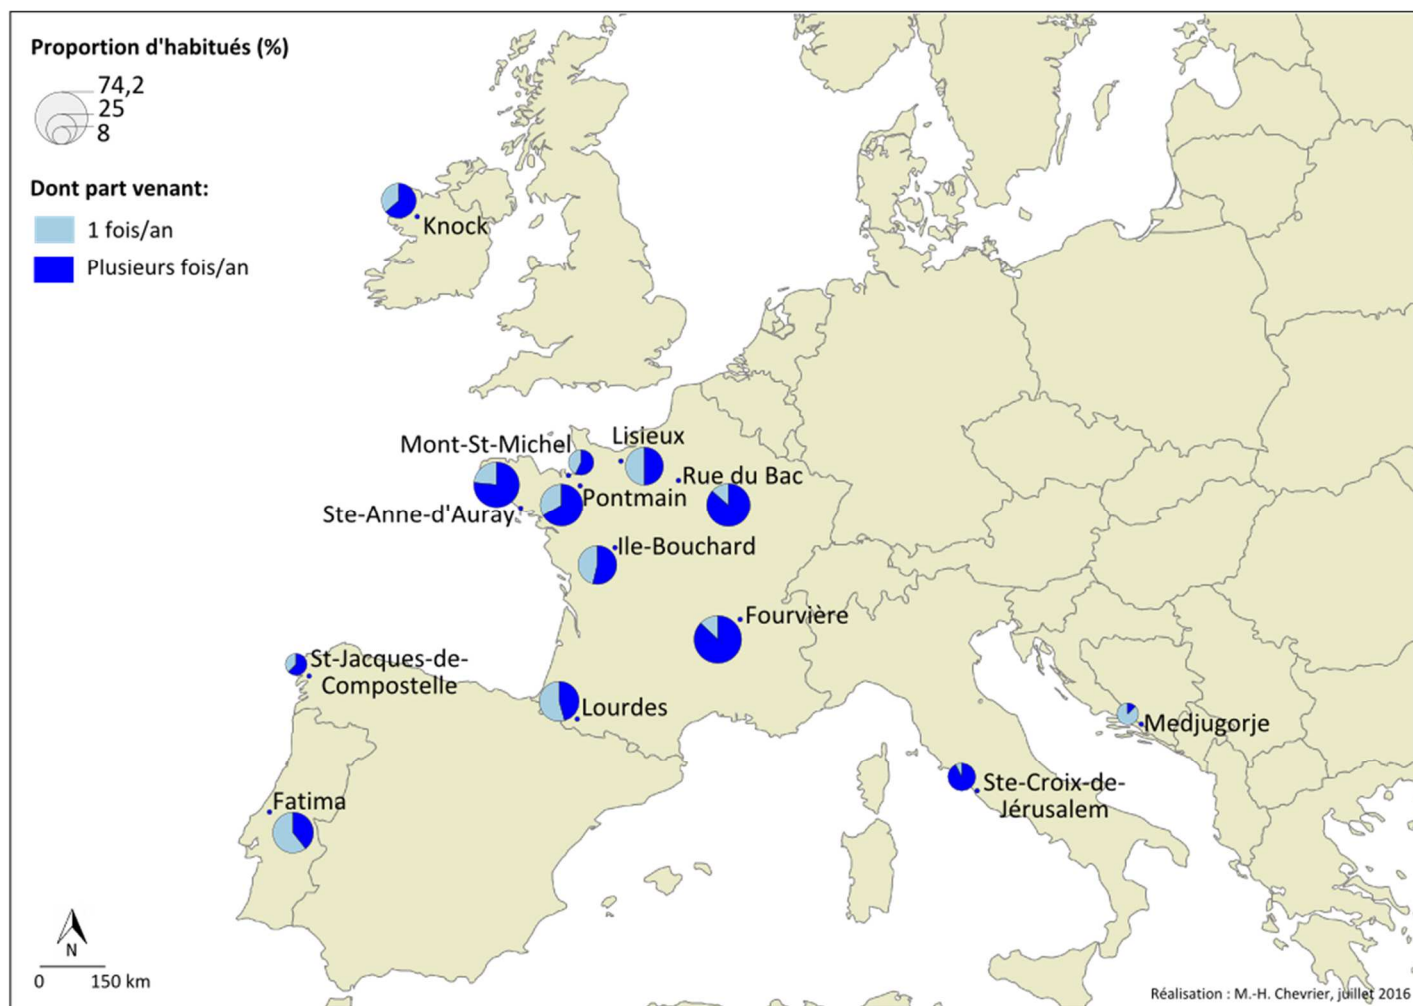 Proportion d'habitués (%)
74,2
25
8
Dont part venant:
1 fois/an
Plusieurs fois/an
Knock
Mont-St-Michel
Lisieux
Rue du Bac
Pontmain
Ste-Anne-d'Auray
Ile-Bouchard
Fourvière
St-Jacques-de-
Compostelle
Lourdes
Medjugorje
Ste-Croix-de-
Jérusalem
Fatima
N
0 150 km
Réalisation : M.-H. Chevrier, juillet 2016